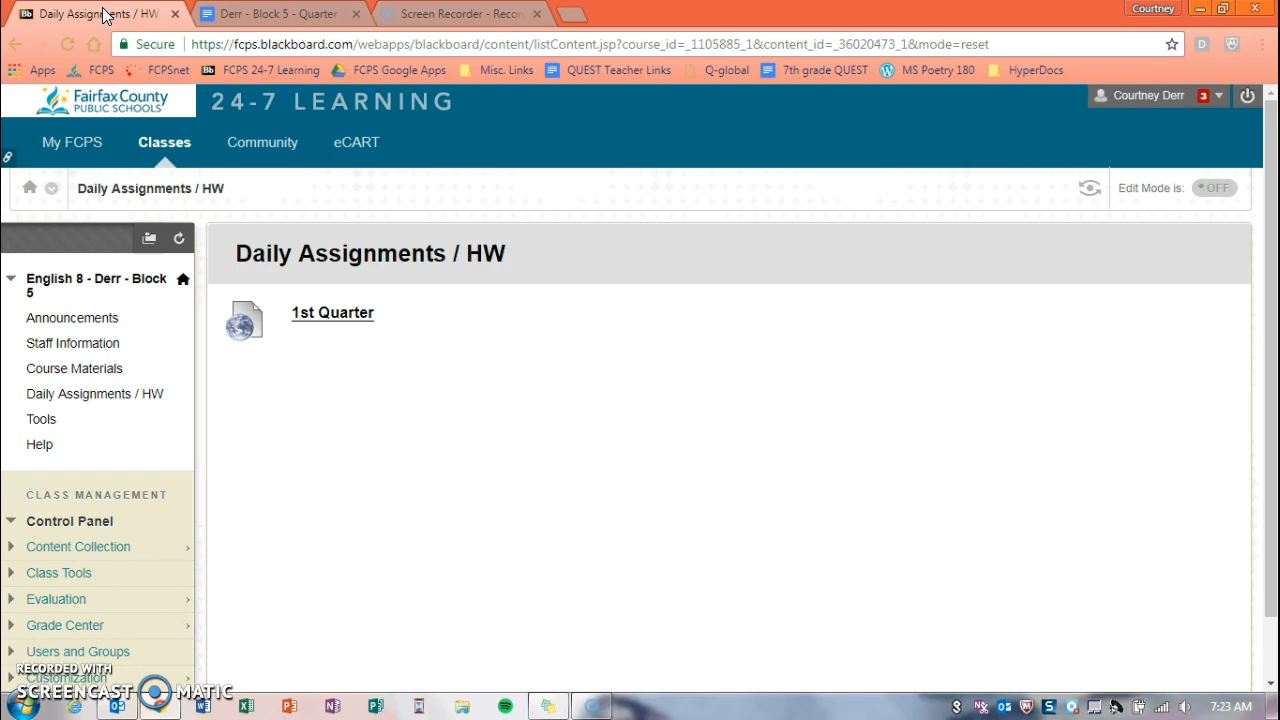 Bb Daily Assignments / HW
Derr - Block 5 - Quarter
Screen Recorder - Recor
Courtney
Secure
https://fcps.blackboard.com/webapps/blackboard/content/listContent.jsp?course_id=_1105885_1&content_id=_36020473_1&mode=reset
D
Apps
FCPS
FCPSnet
Bb FCPS 24-7 Learning
FCPS Google Apps
Misc. Links
QUEST Teacher Links
Q-global
7th grade QUEST
MS Poetry 180
HyperDocs
Fairfax County
PUBLIC SCHOOLS
24-7 LEARNING
Courtney Derr 3
My FCPS
Classes
Community
eCART
Daily Assignments / HW
Edit Mode is: OFF
Daily Assignments / HW
1st Quarter
English 8 - Derr - Block
5
Announcements
Staff Information
Course Materials
Daily Assignments / HW
Tools
Help
CLASS MANAGEMENT
Control Panel
Content Collection
Class Tools
Evaluation
Grade Center
Users and Groups
Customization
RECORDED WITH
SCREENCAST MATIC
7:23 AM